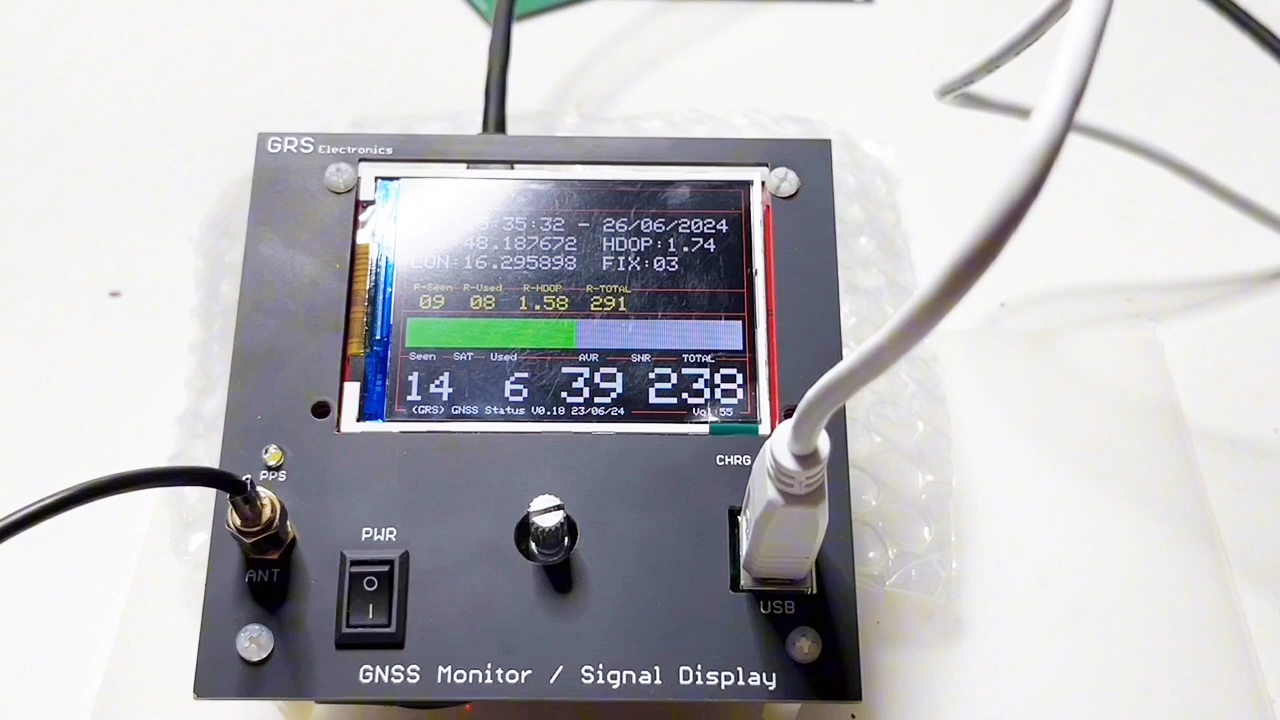 GRS Electronics
:35:32 - 26/06/2024
48.187672 HDOP:1.74
LON:16.295898 FIX:03
R-Seen R-Used R-HDOP R-TOTAL
09 08 1.58 291
Seen SAT Used AVR SNR TOTAL
14 6 39 238
(GRS) GNSS Status V0.18 23/06/24 Vol:55
CHRG
PPS
PWR
ANT
O
I
USB
GNSS Monitor / Signal Display